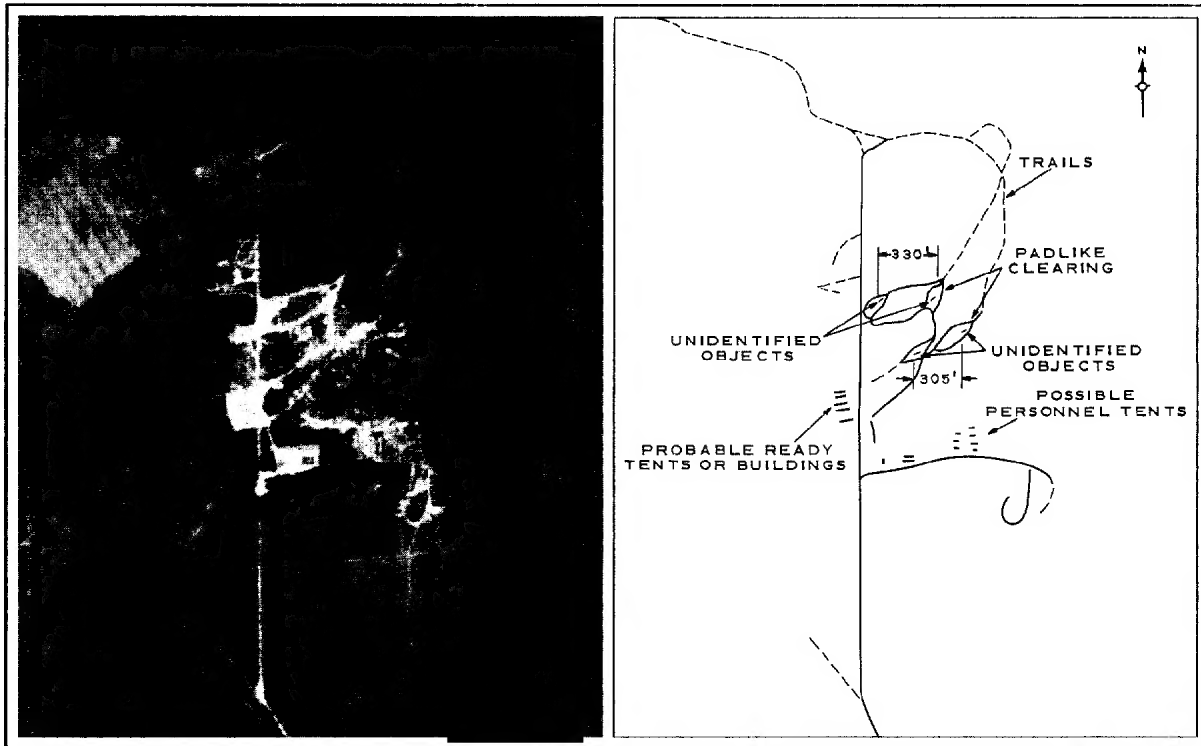 N
TRAILS
330'
PADLIKE
CLEARING
UNIDENTIFIED
OBJECTS
UNIDENTIFIED
OBJECTS
305'
POSSIBLE
PERSONNEL TENTS
PROBABLE READY
TENTS OR BUILDINGS